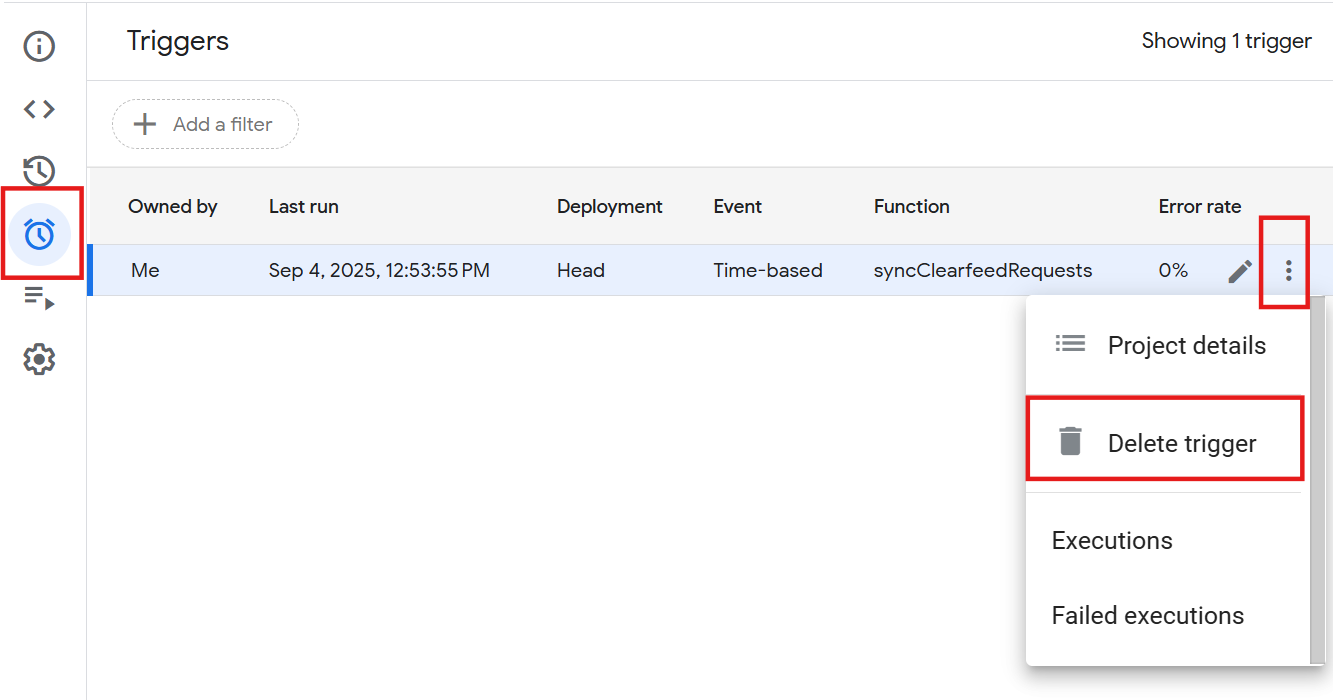 Triggers
Showing 1 trigger
Add a filter
Owned by Last run Deployment Event Function Error rate
Me Sep 4, 2025, 12:53:55 PM Head Time-based syncClearfeedRequests 0%
Project details
Delete trigger
Executions
Failed executions